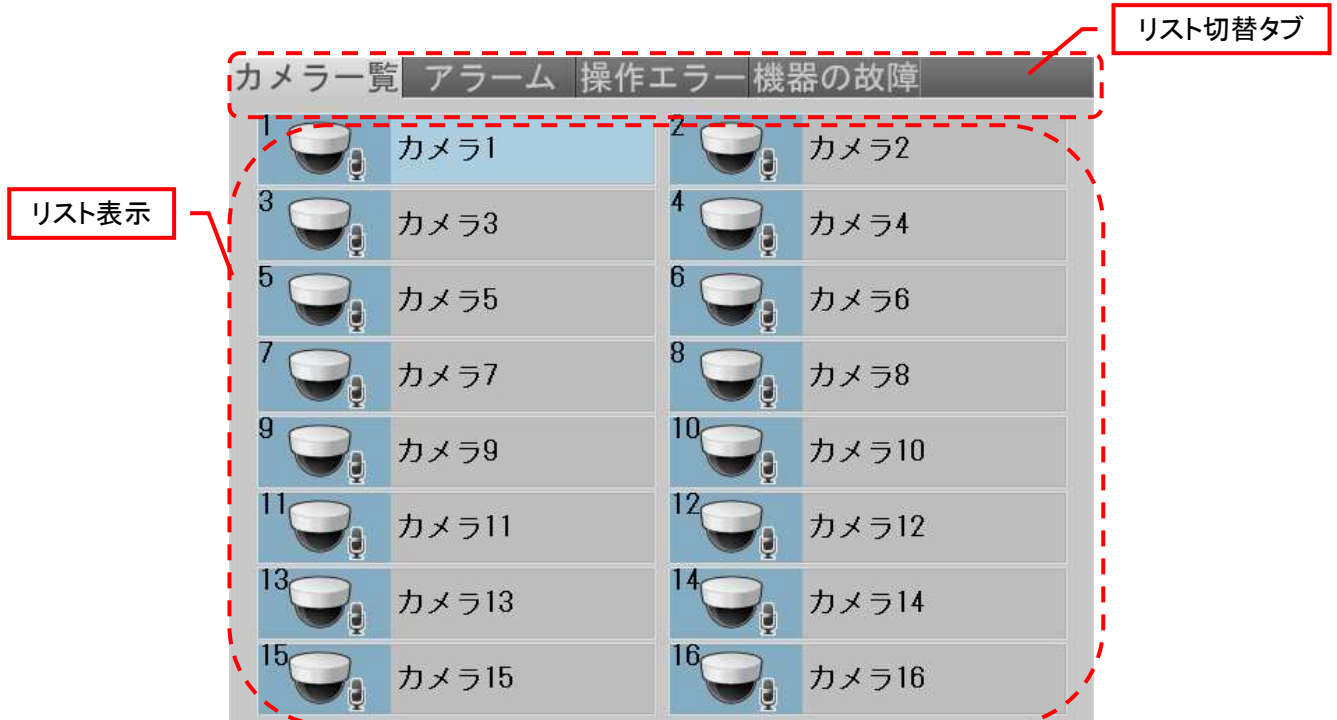 リスト切替タブ
カメラ一覧 アラーム 操作エラー 機器の故障
リスト表示
1 カメラ1 2 カメラ2
3 カメラ3 4 カメラ4
5 カメラ5 6 カメラ6
7 カメラ7 8 カメラ8
9 カメラ9 10 カメラ10
11 カメラ11 12 カメラ12
13 カメラ13 14 カメラ14
15 カメラ15 16 カメラ16